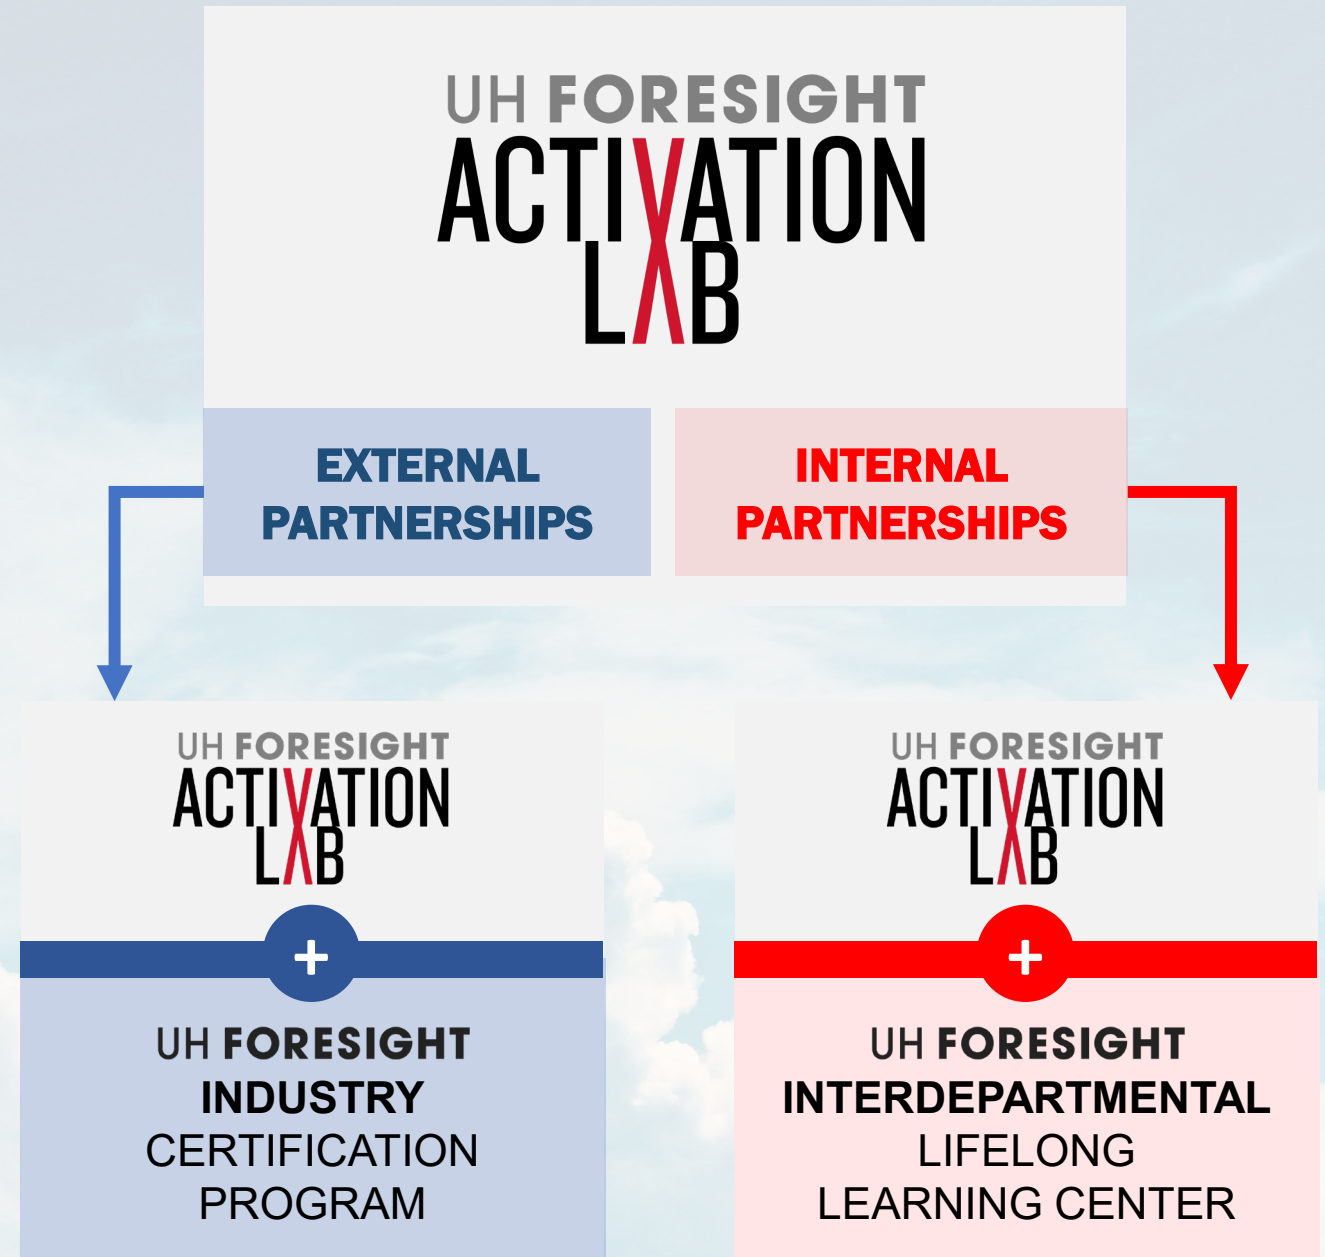 UH FORESIGHT
ACTIVATION
LAB
EXTERNAL
PARTNERSHIPS
INTERNAL
PARTNERSHIPS
UH FORESIGHT
ACTIVATION
LAB
+
UH FORESIGHT
INDUSTRY
CERTIFICATION
PROGRAM
UH FORESIGHT
ACTIVATION
LAB
+
UH FORESIGHT
INTERDEPARTMENTAL
LIFELONG
LEARNING CENTER